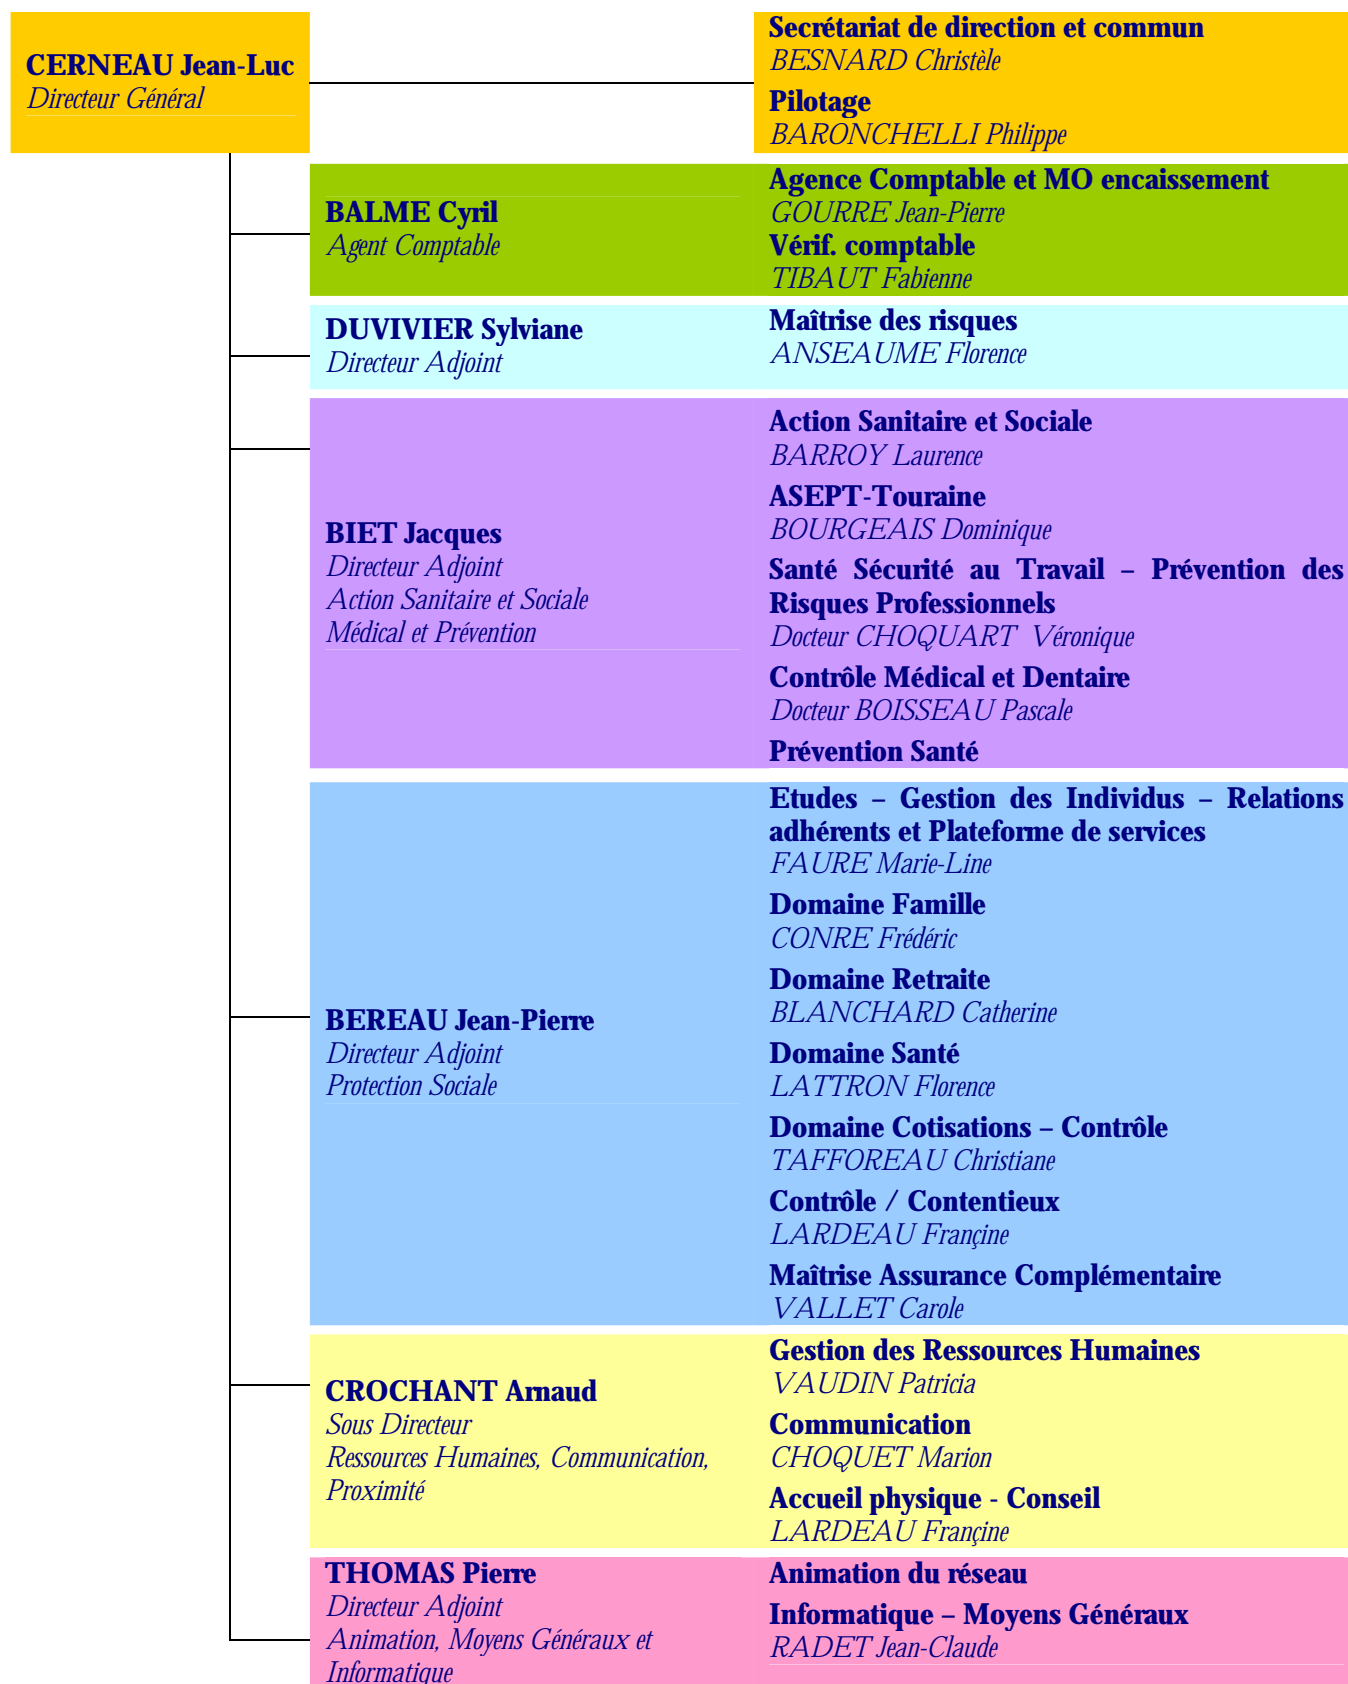 CERNEAU Jean-Luc
Directeur Général
Secrétariat de direction et commun
BESNARD Christèle
Pilotage
BARONCHELLI Philippe
BALME Cyril
Agent Comptable
Agence Comptable et MO encaissement
GOURRE Jean-Pierre
Vérif. comptable
TIBAUT Fabienne
DUVIVIER Sylviane
Directeur Adjoint
Maîtrise des risques
ANSEAUME Florence
BIET Jacques
Directeur Adjoint
Action Sanitaire et Sociale
Médical et Prévention
Action Sanitaire et Sociale
BARROY Laurence
ASEPT-Touraine
BOURGEAIS Dominique
Santé Sécurité au Travail – Prévention des
Risques Professionnels
Docteur CHOQUART Véronique
Contrôle Médical et Dentaire
Docteur BOISSEAU Pascale
Prévention Santé
BEREAU Jean-Pierre
Directeur Adjoint
Protection Sociale
Etudes – Gestion des Individus – Relations
adhérents et Plateforme de services
FAURE Marie-Line
Domaine Famille
CONRE Frédéric
Domaine Retraite
BLANCHARD Catherine
Domaine Santé
LATTRON Florence
Domaine Cotisations – Contrôle
TAFFOREAU Christiane
Contrôle / Contentieux
LARDEAU Françine
Maîtrise Assurance Complémentaire
VALLET Carole
CROCHANT Arnaud
Sous Directeur
Ressources Humaines, Communication,
Proximité
Gestion des Ressources Humaines
VAUDIN Patricia
Communication
CHOQUET Marion
Accueil physique - Conseil
LARDEAU Françine
THOMAS Pierre
Directeur Adjoint
Animation, Moyens Généraux et
Informatique
Animation du réseau
Informatique – Moyens Généraux
RADET Jean-Claude